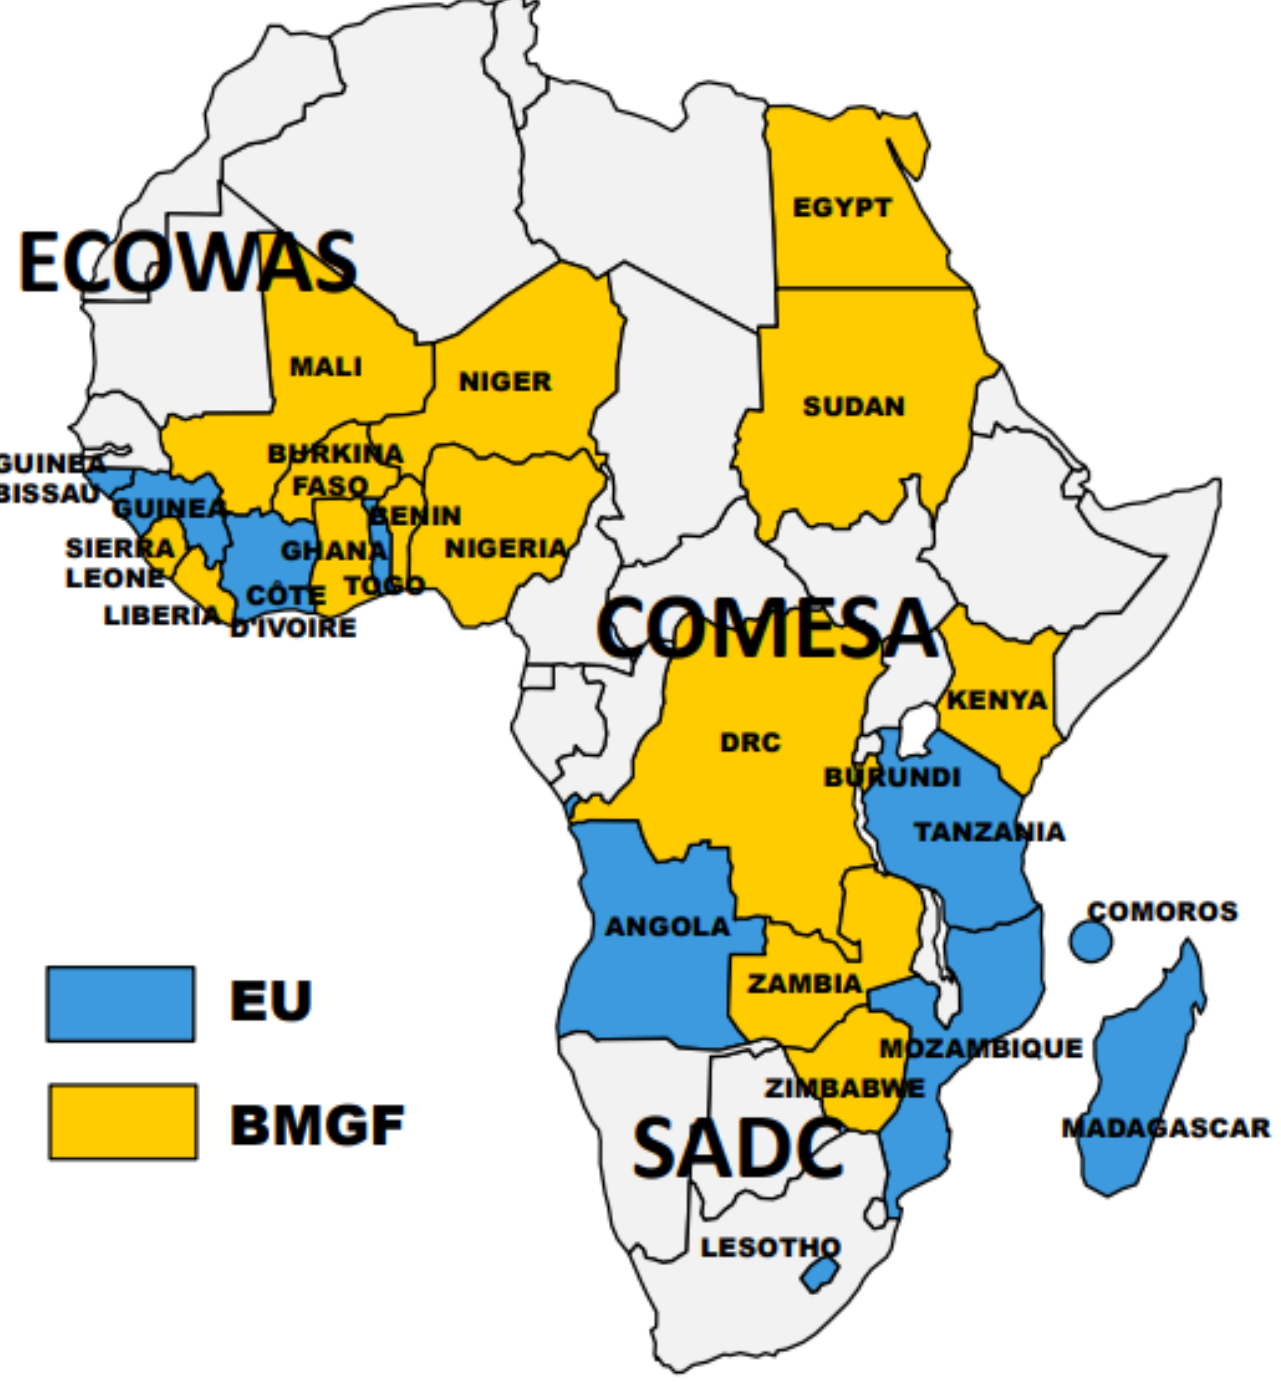 EGYPT
ECOWAS
MALI
NIGER
SUDAN
BURKINA
FASO
GUINEA
BISSAU
GUINEA
BENIN
SIERRA
LEONE
GHANA
NIGERIA
TOGO
LIBERIA
CÔTE
D'IVOIRE
COMESA
KENYA
DRC
BURUNDI
TANZANIA
COMOROS
ANGOLA
ZAMBIA
EU
MOZAMBIQUE
ZIMBABWE
BMGF
MADAGASCAR
SADC
LESOTHO